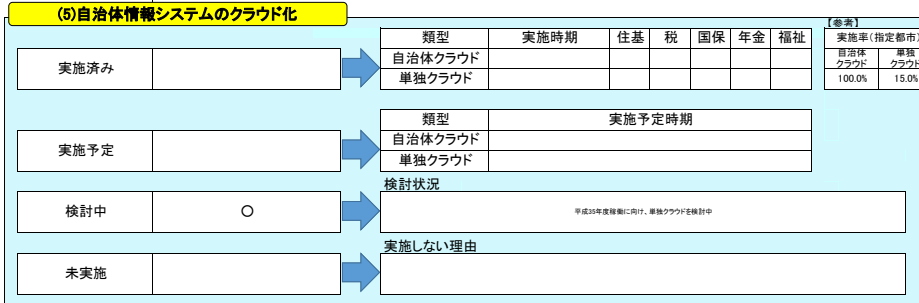 (5)自治体情報システムのクラウド化
【参考】
実施済み
類型 実施時期 住基 税 国保 年金 福祉
自治体クラウド
単独クラウド
実施率(指定都市)
自治体クラウド 単独クラウド
100.0% 15.0%
実施予定
類型 実施予定時期
自治体クラウド
単独クラウド
検討状況
検討中 〇
平成35年度稼働に向け、単独クラウドを検討中
実施しない理由
未実施